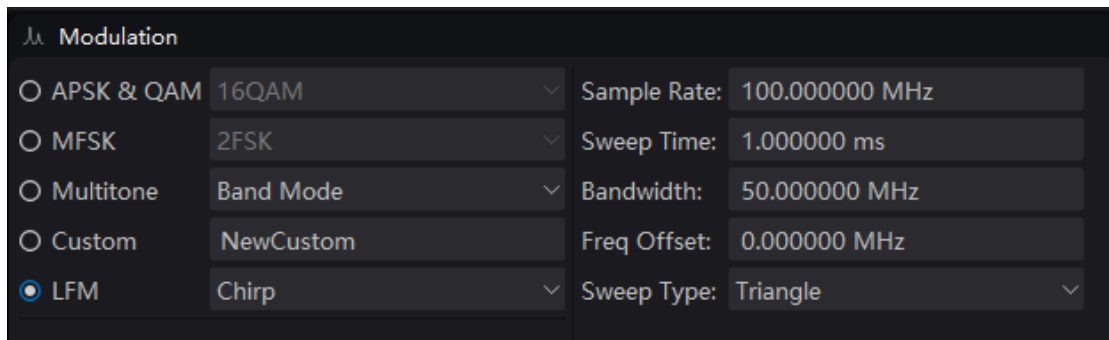 Modulation
APSK & QAM 16QAM Sample Rate: 100.000000 MHz
MFSK 2FSK Sweep Time: 1.000000 ms
Multitone Band Mode Bandwidth: 50.000000 MHz
Custom NewCustom Freq Offset: 0.000000 MHz
LFM Chirp Sweep Type: Triangle